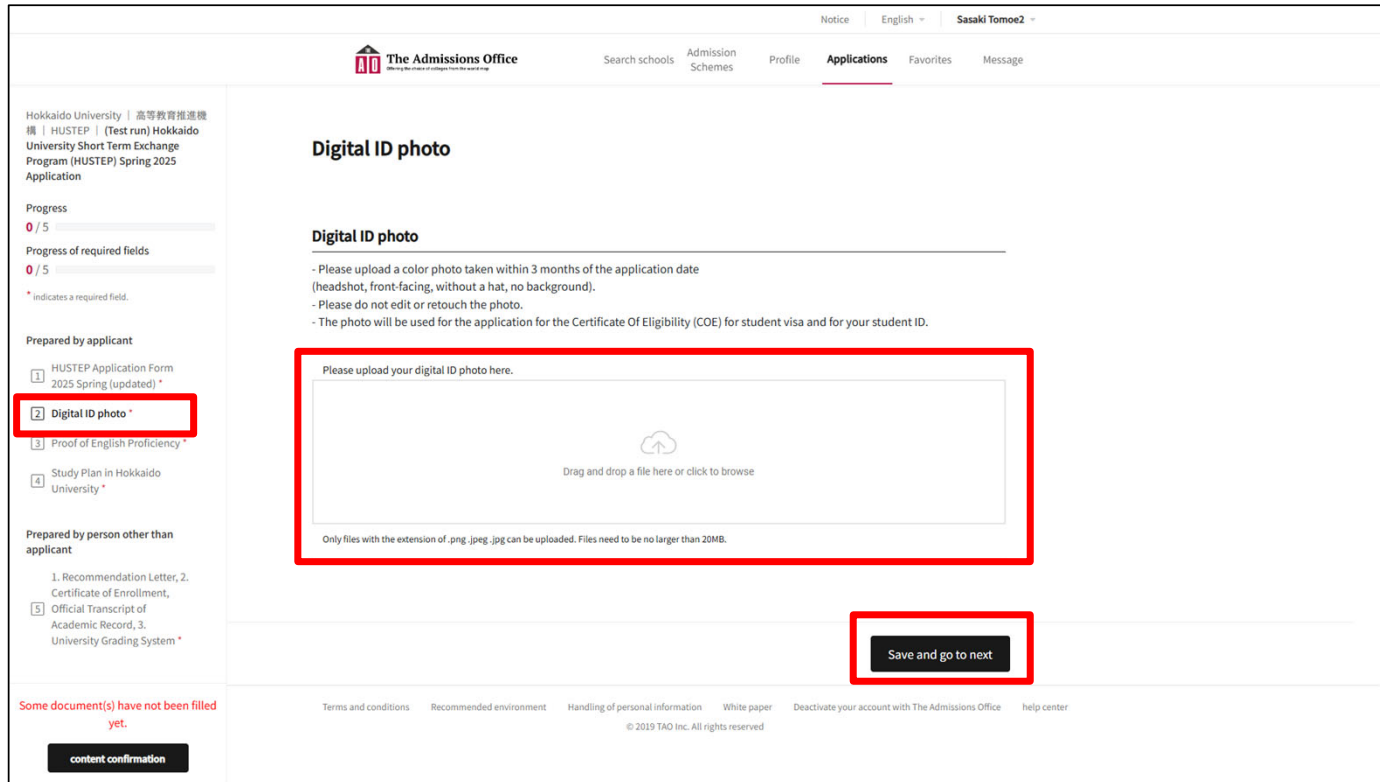 Notice
English
Sasaki Tomoe2
The Admissions Office
Offering the chance of colleges from the world map
Search schools
Admission
Schemes
Profile
Applications
Favorites
Message
Hokkaido University | 高等教育推進機
構 | HUSTEP | (Test run) Hokkaido
University Short Term Exchange
Program (HUSTEP) Spring 2025
Application
Progress
0 / 5
Progress of required fields
0 / 5
* indicates a required field.
Prepared by applicant
1 HUSTEP Application Form
2025 Spring (updated) *
2 Digital ID photo *
3 Proof of English Proficiency *
4 Study Plan in Hokkaido
University *
Prepared by person other than
applicant
1. Recommendation Letter, 2.
Certificate of Enrollment,
5 Official Transcript of
Academic Record, 3.
University Grading System *
Some document(s) have not been filled
yet.
content confirmation
Digital ID photo
Digital ID photo
- Please upload a color photo taken within 3 months of the application date
(headshot, front-facing, without a hat, no background).
- Please do not edit or retouch the photo.
- The photo will be used for the application for the Certificate Of Eligibility (COE) for student visa and for your student ID.
Please upload your digital ID photo here.
Drag and drop a file here or click to browse
Only files with the extension of .png .jpeg .jpg can be uploaded. Files need to be no larger than 20MB.
Save and go to next
Terms and conditions
Recommended environment
Handling of personal information
White paper
Deactivate your account with The Admissions Office
help center
© 2019 TAO Inc. All rights reserved